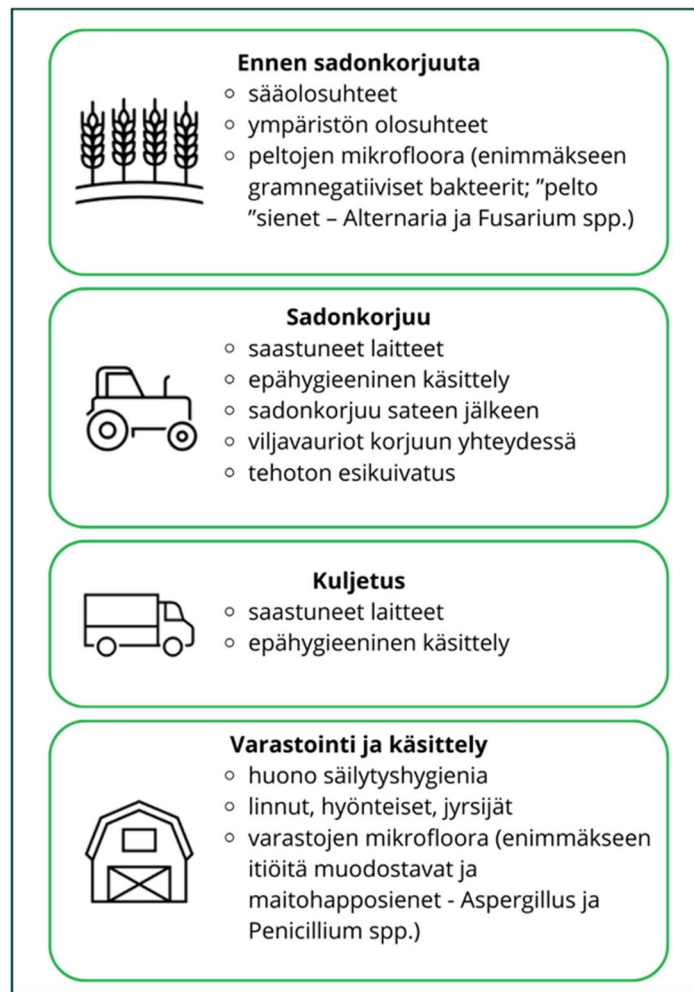 Ennen sadonkorjuuta
◦ sääolosuhteet
◦ ympäristön olosuhteet
◦ peltojen mikrofloora (enimmäkseen
gramnegatiiviset bakteerit; ”pelto
”sienet – Alternaria ja Fusarium spp.)
Sadonkorjuu
◦ saastuneet laitteet
◦ epähygieeninen käsittely
◦ sadonkorjuu sateen jälkeen
◦ viljavauriot korjuun yhteydessä
◦ tehoton esikuivatus
Kuljetus
◦ saastuneet laitteet
◦ epähygieeninen käsittely
Varastointi ja käsittely
◦ huono säilytyshygienia
◦ linnut, hyönteiset, jyrsijät
◦ varastojen mikrofloora (enimmäkseen
itiöitä muodostavat ja
maitohapposienet - Aspergillus ja
Penicillium spp.)